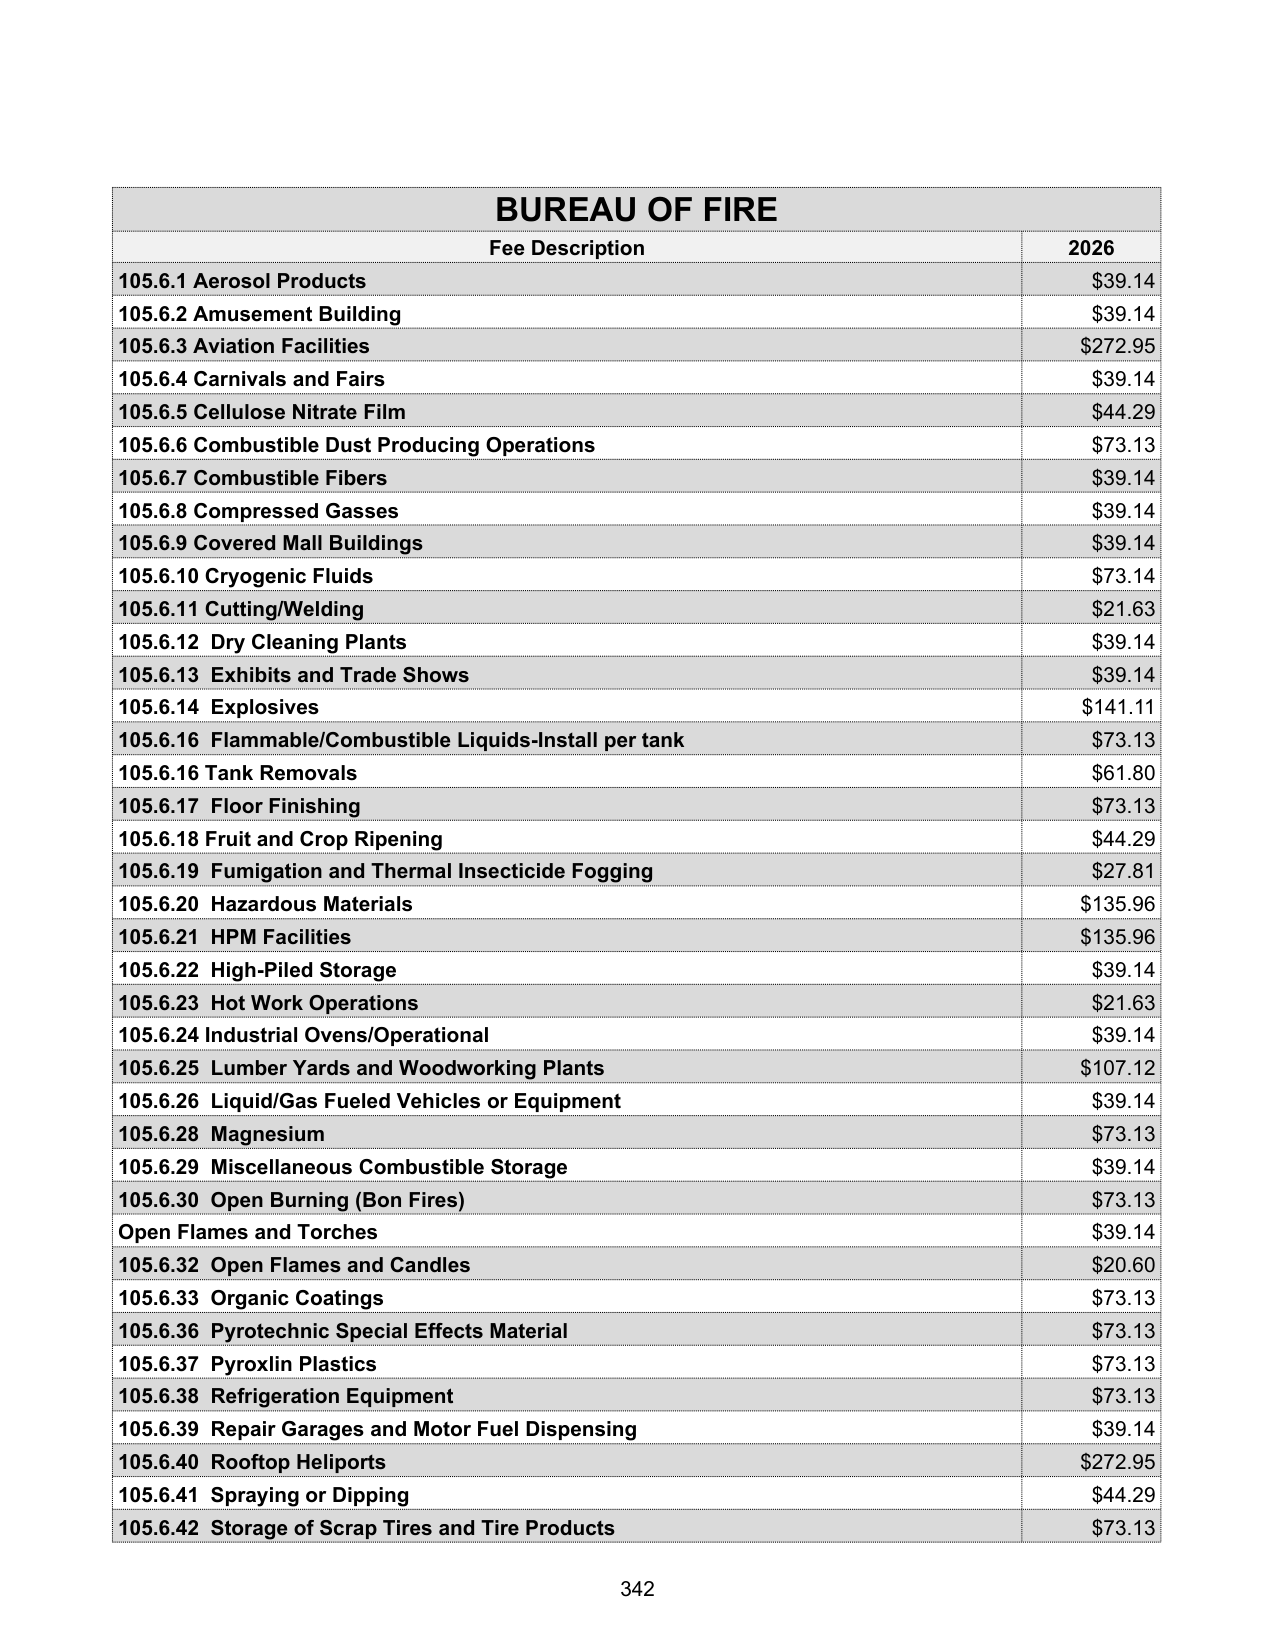 BUREAU OF FIRE
Fee Description 2026
105.6.1 Aerosol Products $39.14
105.6.2 Amusement Building $39.14
105.6.3 Aviation Facilities $272.95
105.6.4 Carnivals and Fairs $39.14
105.6.5 Cellulose Nitrate Film $44.29
105.6.6 Combustible Dust Producing Operations $73.13
105.6.7 Combustible Fibers $39.14
105.6.8 Compressed Gasses $39.14
105.6.9 Covered Mall Buildings $39.14
105.6.10 Cryogenic Fluids $73.14
105.6.11 Cutting/Welding $21.63
105.6.12 Dry Cleaning Plants $39.14
105.6.13 Exhibits and Trade Shows $39.14
105.6.14 Explosives $141.11
105.6.16 Flammable/Combustible Liquids-Install per tank $73.13
105.6.16 Tank Removals $61.80
105.6.17 Floor Finishing $73.13
105.6.18 Fruit and Crop Ripening $44.29
105.6.19 Fumigation and Thermal Insecticide Fogging $27.81
105.6.20 Hazardous Materials $135.96
105.6.21 HPM Facilities $135.96
105.6.22 High-Piled Storage $39.14
105.6.23 Hot Work Operations $21.63
105.6.24 Industrial Ovens/Operational $39.14
105.6.25 Lumber Yards and Woodworking Plants $107.12
105.6.26 Liquid/Gas Fueled Vehicles or Equipment $39.14
105.6.28 Magnesium $73.13
105.6.29 Miscellaneous Combustible Storage $39.14
105.6.30 Open Burning (Bon Fires) $73.13
Open Flames and Torches $39.14
105.6.32 Open Flames and Candles $20.60
105.6.33 Organic Coatings $73.13
105.6.36 Pyrotechnic Special Effects Material $73.13
105.6.37 Pyroxlin Plastics $73.13
105.6.38 Refrigeration Equipment $73.13
105.6.39 Repair Garages and Motor Fuel Dispensing $39.14
105.6.40 Rooftop Heliports $272.95
105.6.41 Spraying or Dipping $44.29
105.6.42 Storage of Scrap Tires and Tire Products $73.13
342